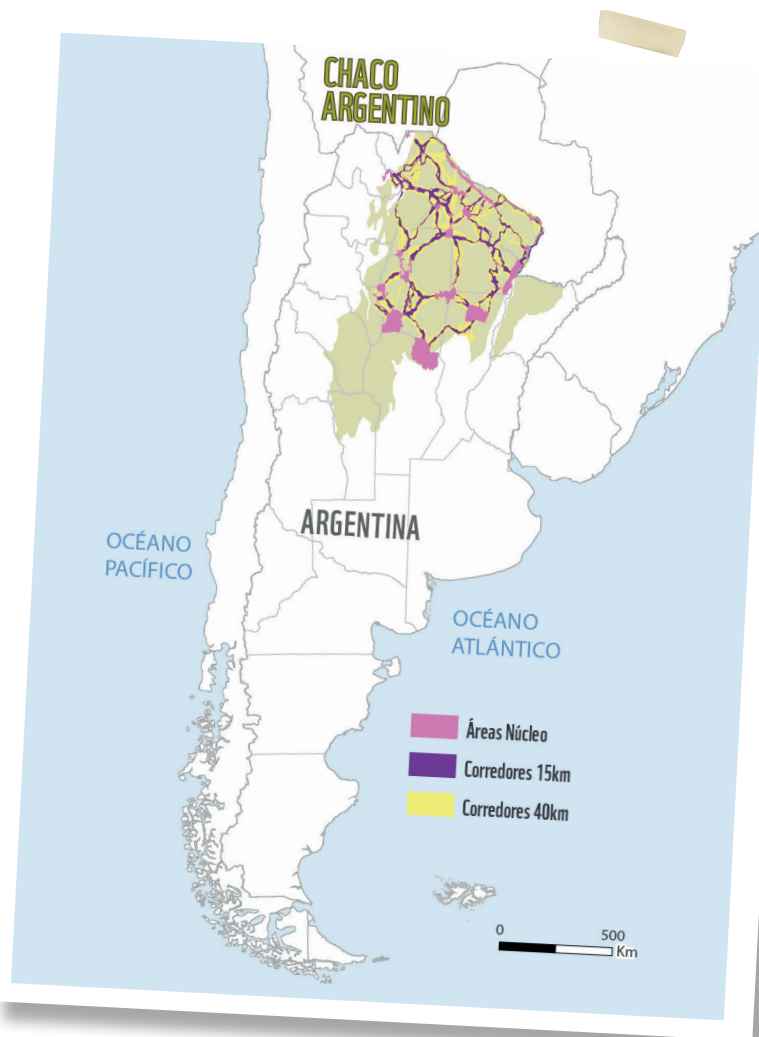 CHACO
ARGENTINO
ARGENTINA
OCÉANO
PACÍFICO
OCÉANO
ATLÁNTICO
Áreas Núcleo
Corredores 15km
Corredores 40km
0
500
Km